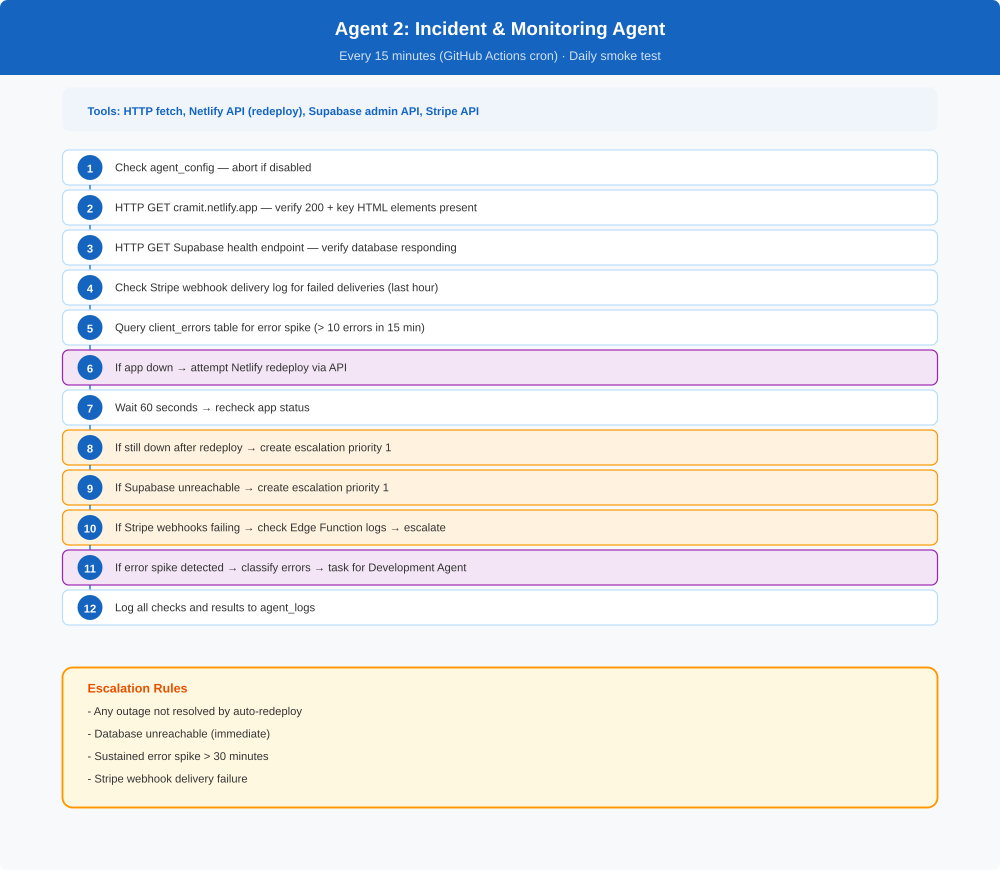 Agent 2: Incident & Monitoring Agent
Every 15 minutes (GitHub Actions cron) · Daily smoke test
Tools: HTTP fetch, Netlify API (redeploy), Supabase admin API, Stripe API
1 Check agent_config — abort if disabled
2 HTTP GET cramit.netlify.app — verify 200 + key HTML elements present
3 HTTP GET Supabase health endpoint — verify database responding
4 Check Stripe webhook delivery log for failed deliveries (last hour)
5 Query client_errors table for error spike (> 10 errors in 15 min)
6 If app down → attempt Netlify redeploy via API
7 Wait 60 seconds → recheck app status
8 If still down after redeploy → create escalation priority 1
9 If Supabase unreachable → create escalation priority 1
10 If Stripe webhooks failing → check Edge Function logs → escalate
11 If error spike detected → classify errors → task for Development Agent
12 Log all checks and results to agent_logs
Escalation Rules
- Any outage not resolved by auto-redeploy
- Database unreachable (immediate)
- Sustained error spike > 30 minutes
- Stripe webhook delivery failure